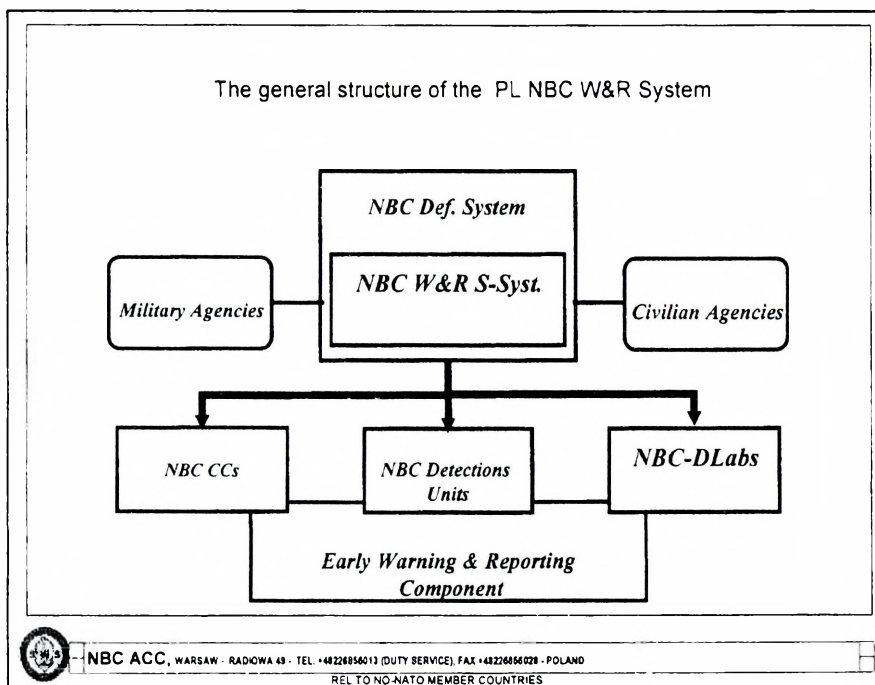 The general structure of the PL NBC W&R System
NBC Def. System
NBC W&R S-Syst.
Military Agencies
Civilian Agencies
NBC CCs
NBC Detections
Units
NBC-DLabs
Early Warning & Reporting
Component
NBC ACC, WARSAW - RADIOWA 49 - TEL. +48226856013 (DUTY SERVICE), FAX +48226856028 - POLAND
REL TO NO-NATO MEMBER COUNTRIES